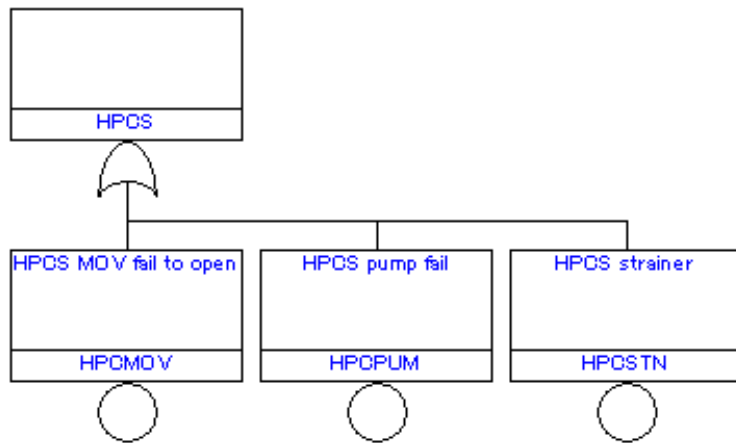 HPCS
HPCS MOV fail to open
HPCS pump fail
HPCS strainer
HPCMOV
HPCPUM
HPCSTN